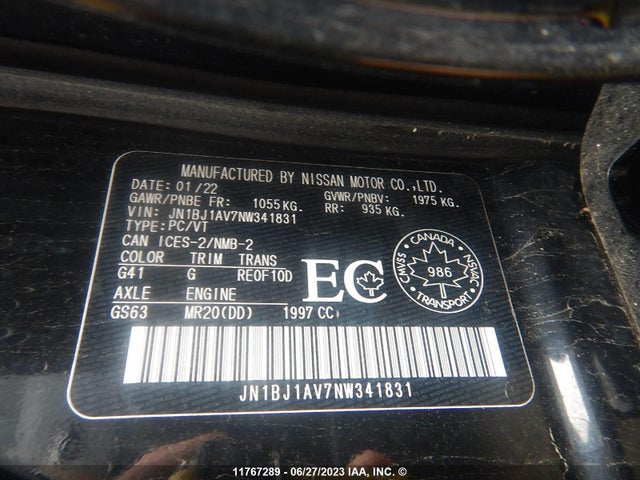 MANUFACTURED BY NISSAN MOTOR CO.,LTD.
DATE: 01/22
GAWR/PNBE FR: 1055 KG. GVWR/PNBV: 1975 KG.
RR: 935 KG.
VIN: JN1BJ1AV7NW341831
TYPE: PC/VT
CAN ICES-2/NMB-2
COLOR TRIM TRANS
G41 G RE0F10D
AXLE ENGINE
GS63 MR20(DD) 1997 CC
EC
CANADA
CMVSS NSVAC
986
TRANSPORT
JN1BJ1AV7NW341831
11767289 - 06/27/2023 IAA, INC. ©